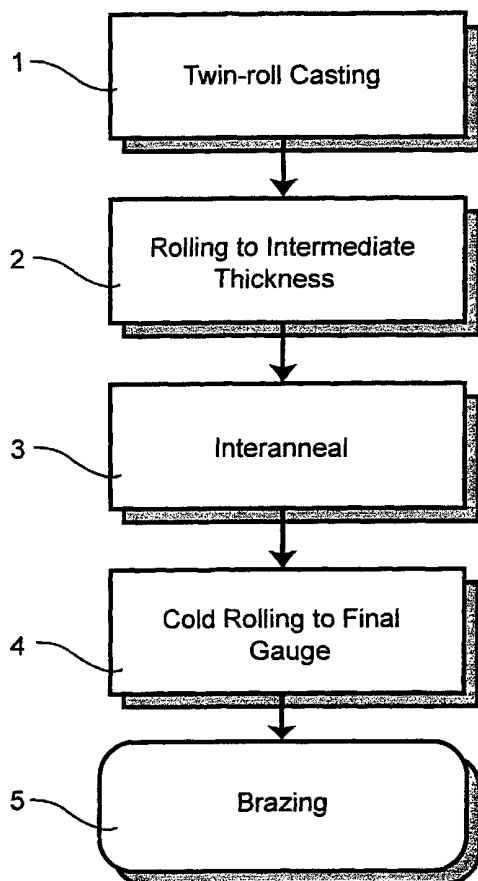 1
Twin-roll Casting
2
Rolling to Intermediate
Thickness
3
Interanneal
4
Cold Rolling to Final
Gauge
5
Brazing